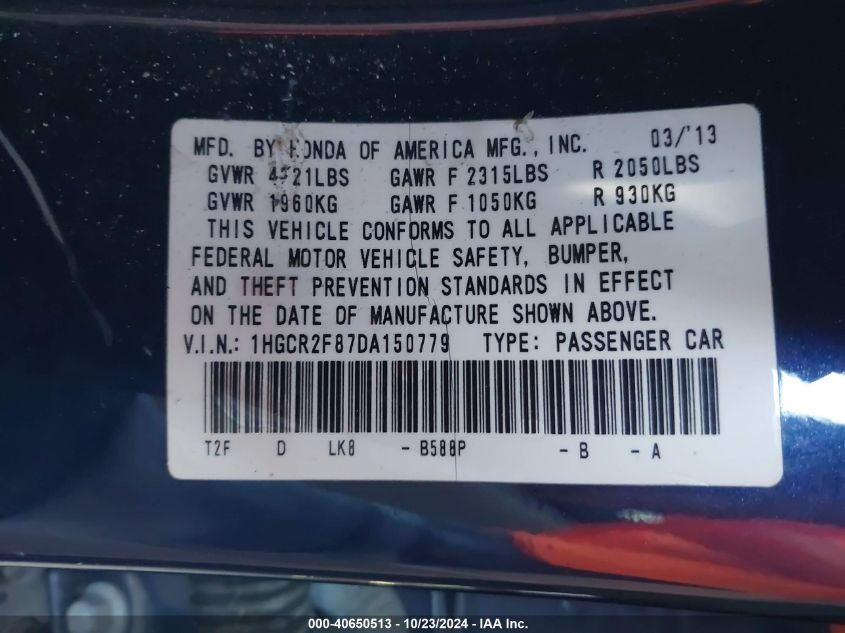 MFD. BY HONDA OF AMERICA MFG., INC. 03/'13
GVWR 4321LBS GAWR F 2315LBS R 2050LBS
GVWR 1960KG GAWR F 1050KG R 930KG
THIS VEHICLE CONFORMS TO ALL APPLICABLE
FEDERAL MOTOR VEHICLE SAFETY, BUMPER,
AND THEFT PREVENTION STANDARDS IN EFFECT
ON THE DATE OF MANUFACTURE SHOWN ABOVE.
V.I.N.: 1HGCR2F87DA150779 TYPE: PASSENGER CAR
T2F D LK8 - B588P - B - A
000-40650513 - 10/23/2024 - IAA Inc.